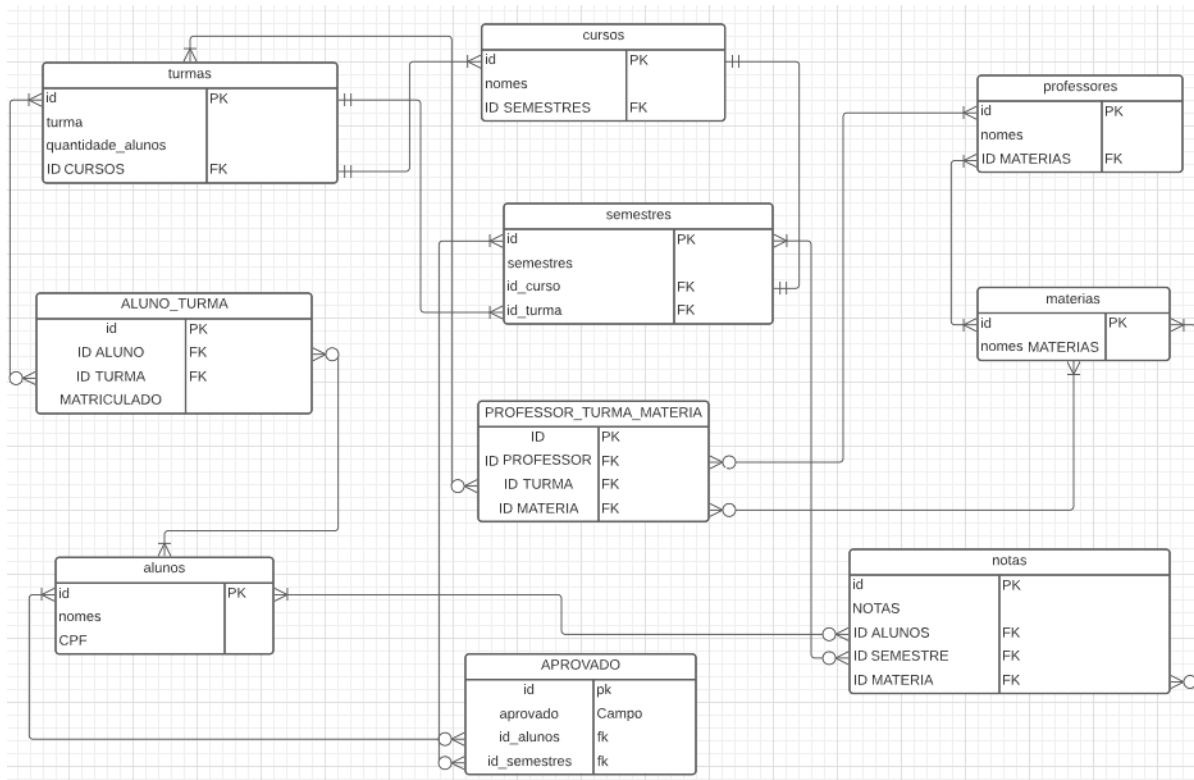 cursos
id PK
nomes
ID SEMESTRES FK
turmas
id PK
turma
quantidade_alunos
ID CURSOS FK
professores
id PK
nomes
ID MATERIAS FK
semestres
id PK
semestres
id_curso FK
id_turma FK
ALUNO_TURMA
id PK
ID ALUNO FK
ID TURMA FK
MATRICULADO
materias
id PK
nomes MATERIAS
PROFESSOR_TURMA_MATERIA
ID PK
ID PROFESSOR FK
ID TURMA FK
ID MATERIA FK
alunos
id PK
nomes
CPF
notas
id PK
NOTAS
ID ALUNOS FK
ID SEMESTRE FK
ID MATERIA FK
APROVADO
id pk
aprovado Campo
id_alunos fk
id_semestres fk